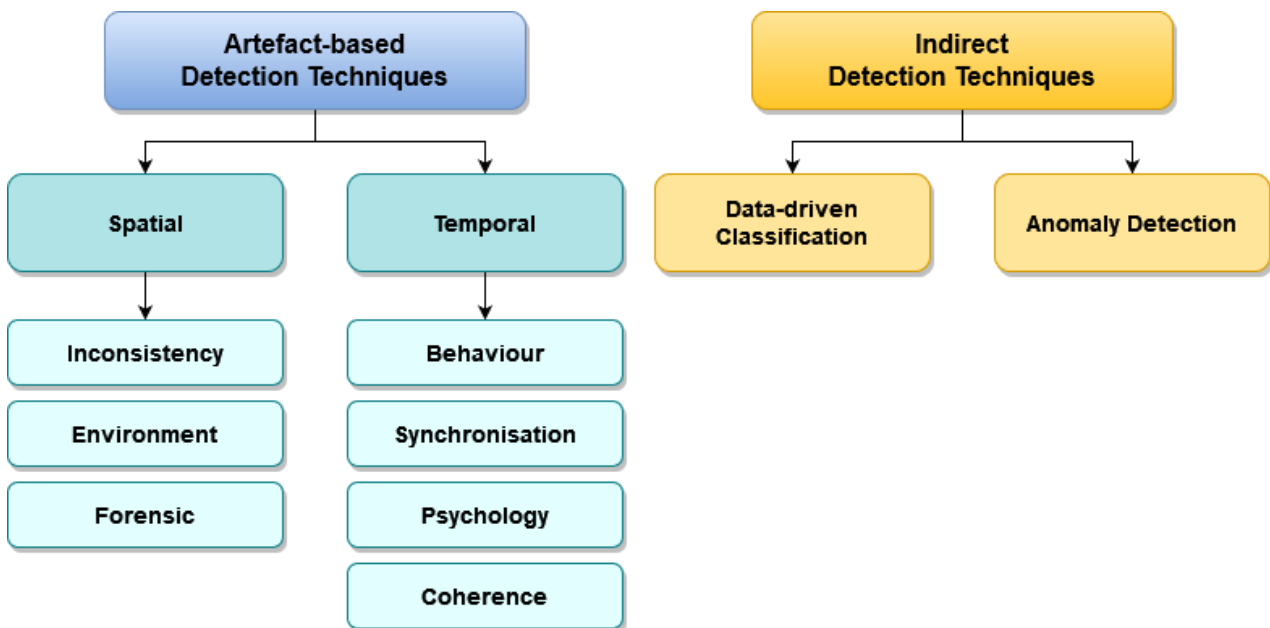 Artefact-based
Detection Techniques
Indirect
Detection Techniques
Spatial
Temporal
Data-driven
Classification
Anomaly Detection
Inconsistency
Behaviour
Environment
Synchronisation
Forensic
Psychology
Coherence